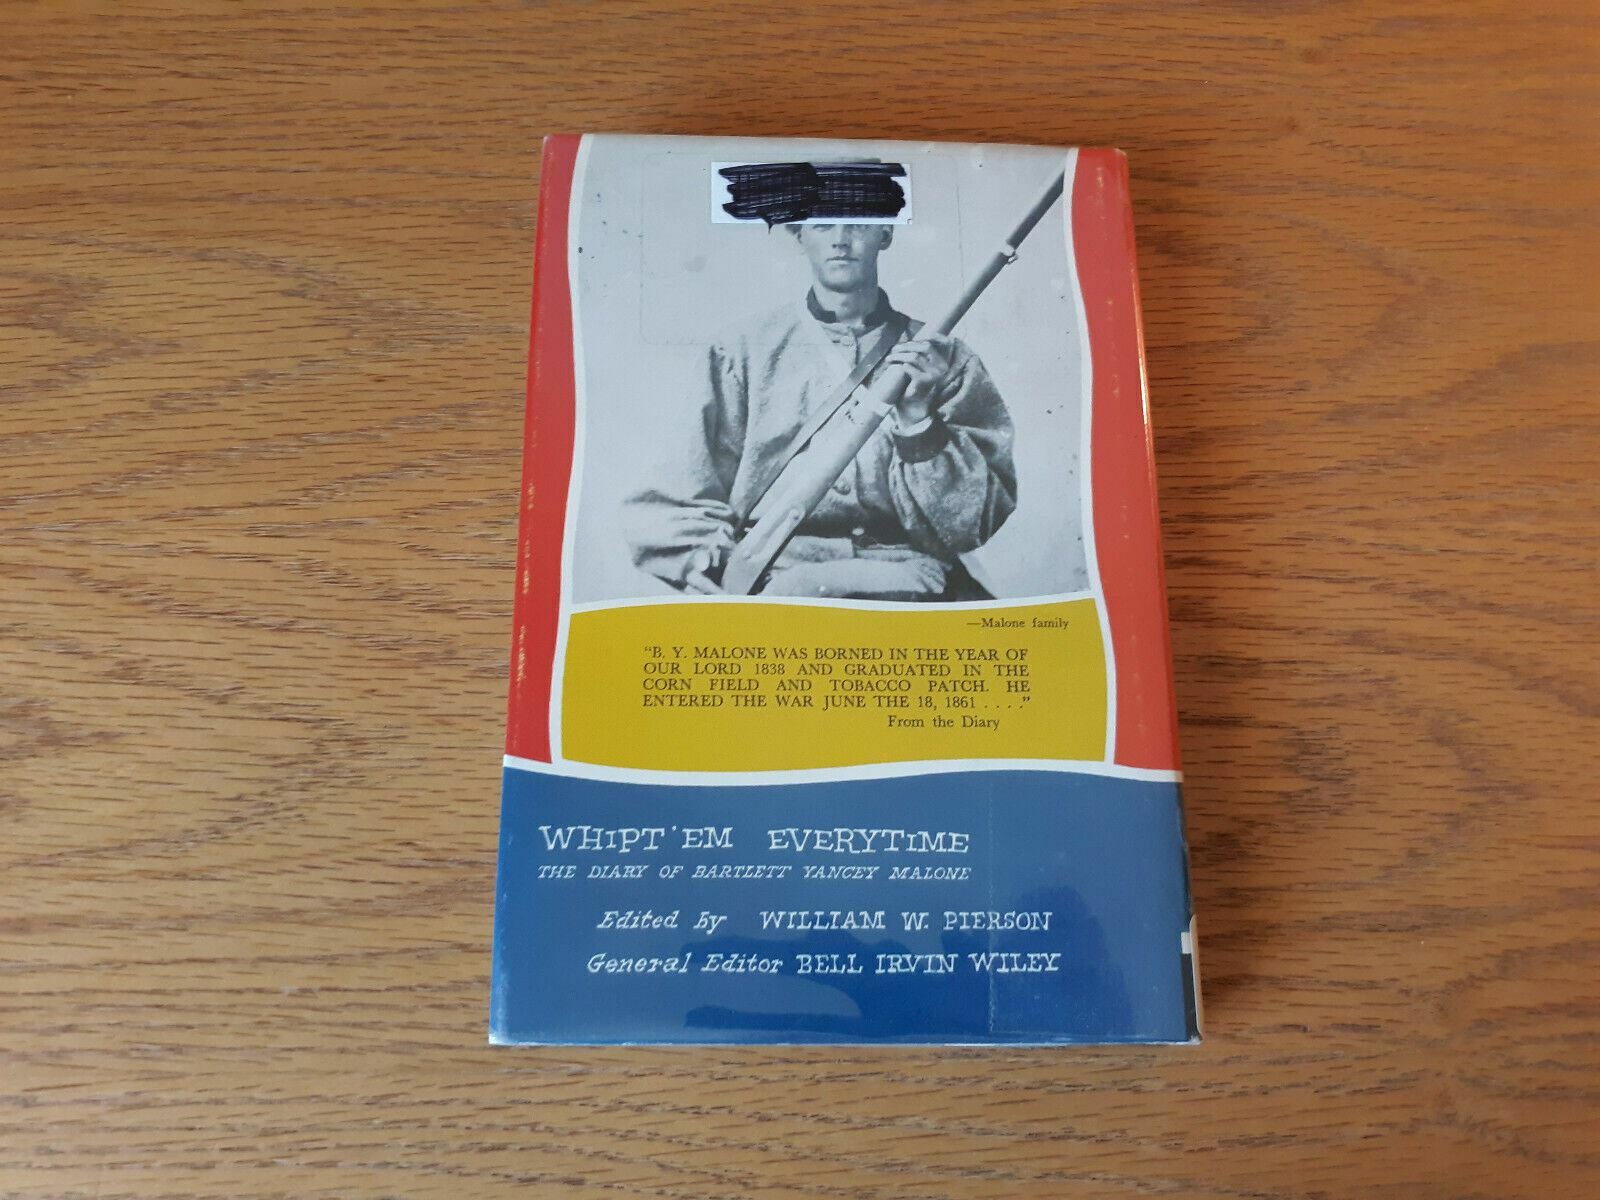 —Malone family
"B. Y. MALONE WAS BORNED IN THE YEAR OF
OUR LORD 1838 AND GRADUATED IN THE
CORN FIELD AND TOBACCO PATCH. HE
ENTERED THE WAR JUNE THE 18, 1861 . . . ."
From the Diary
WHIPT 'EM EVERYTIME
THE DIARY OF BARTLETT YANCEY MALONE
Edited by WILLIAM W. PIERSON
General Editor BELL IRVIN WILEY